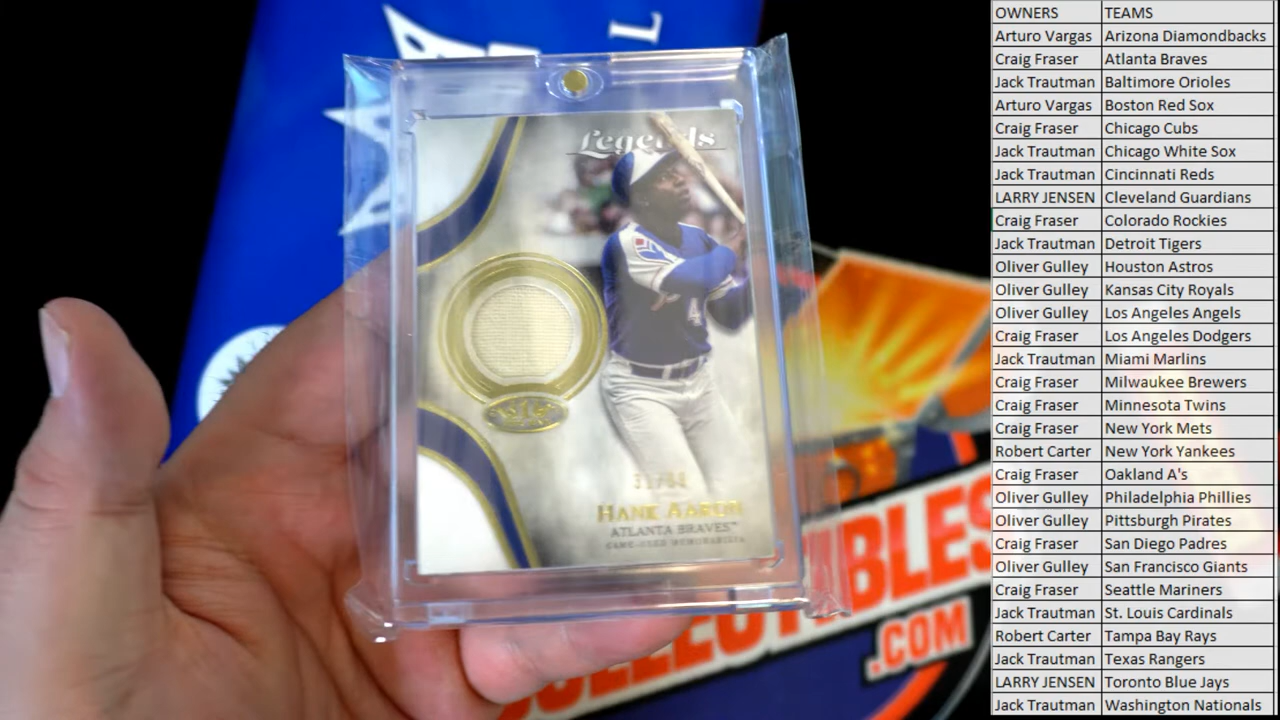 L
Legends
HANK AARON
ATLANTA BRAVES™
GAME-USED MEMORABILIA
.COM
OWNERS TEAMS
Arturo Vargas Arizona Diamondbacks
Craig Fraser Atlanta Braves
Jack Trautman Baltimore Orioles
Arturo Vargas Boston Red Sox
Craig Fraser Chicago Cubs
Jack Trautman Chicago White Sox
Jack Trautman Cincinnati Reds
LARRY JENSEN Cleveland Guardians
Craig Fraser Colorado Rockies
Jack Trautman Detroit Tigers
Oliver Gulley Houston Astros
Oliver Gulley Kansas City Royals
Oliver Gulley Los Angeles Angels
Craig Fraser Los Angeles Dodgers
Jack Trautman Miami Marlins
Craig Fraser Milwaukee Brewers
Craig Fraser Minnesota Twins
Craig Fraser New York Mets
Robert Carter New York Yankees
Craig Fraser Oakland A's
Oliver Gulley Philadelphia Phillies
Oliver Gulley Pittsburgh Pirates
Craig Fraser San Diego Padres
Oliver Gulley San Francisco Giants
Craig Fraser Seattle Mariners
Jack Trautman St. Louis Cardinals
Robert Carter Tampa Bay Rays
Jack Trautman Texas Rangers
LARRY JENSEN Toronto Blue Jays
Jack Trautman Washington Nationals